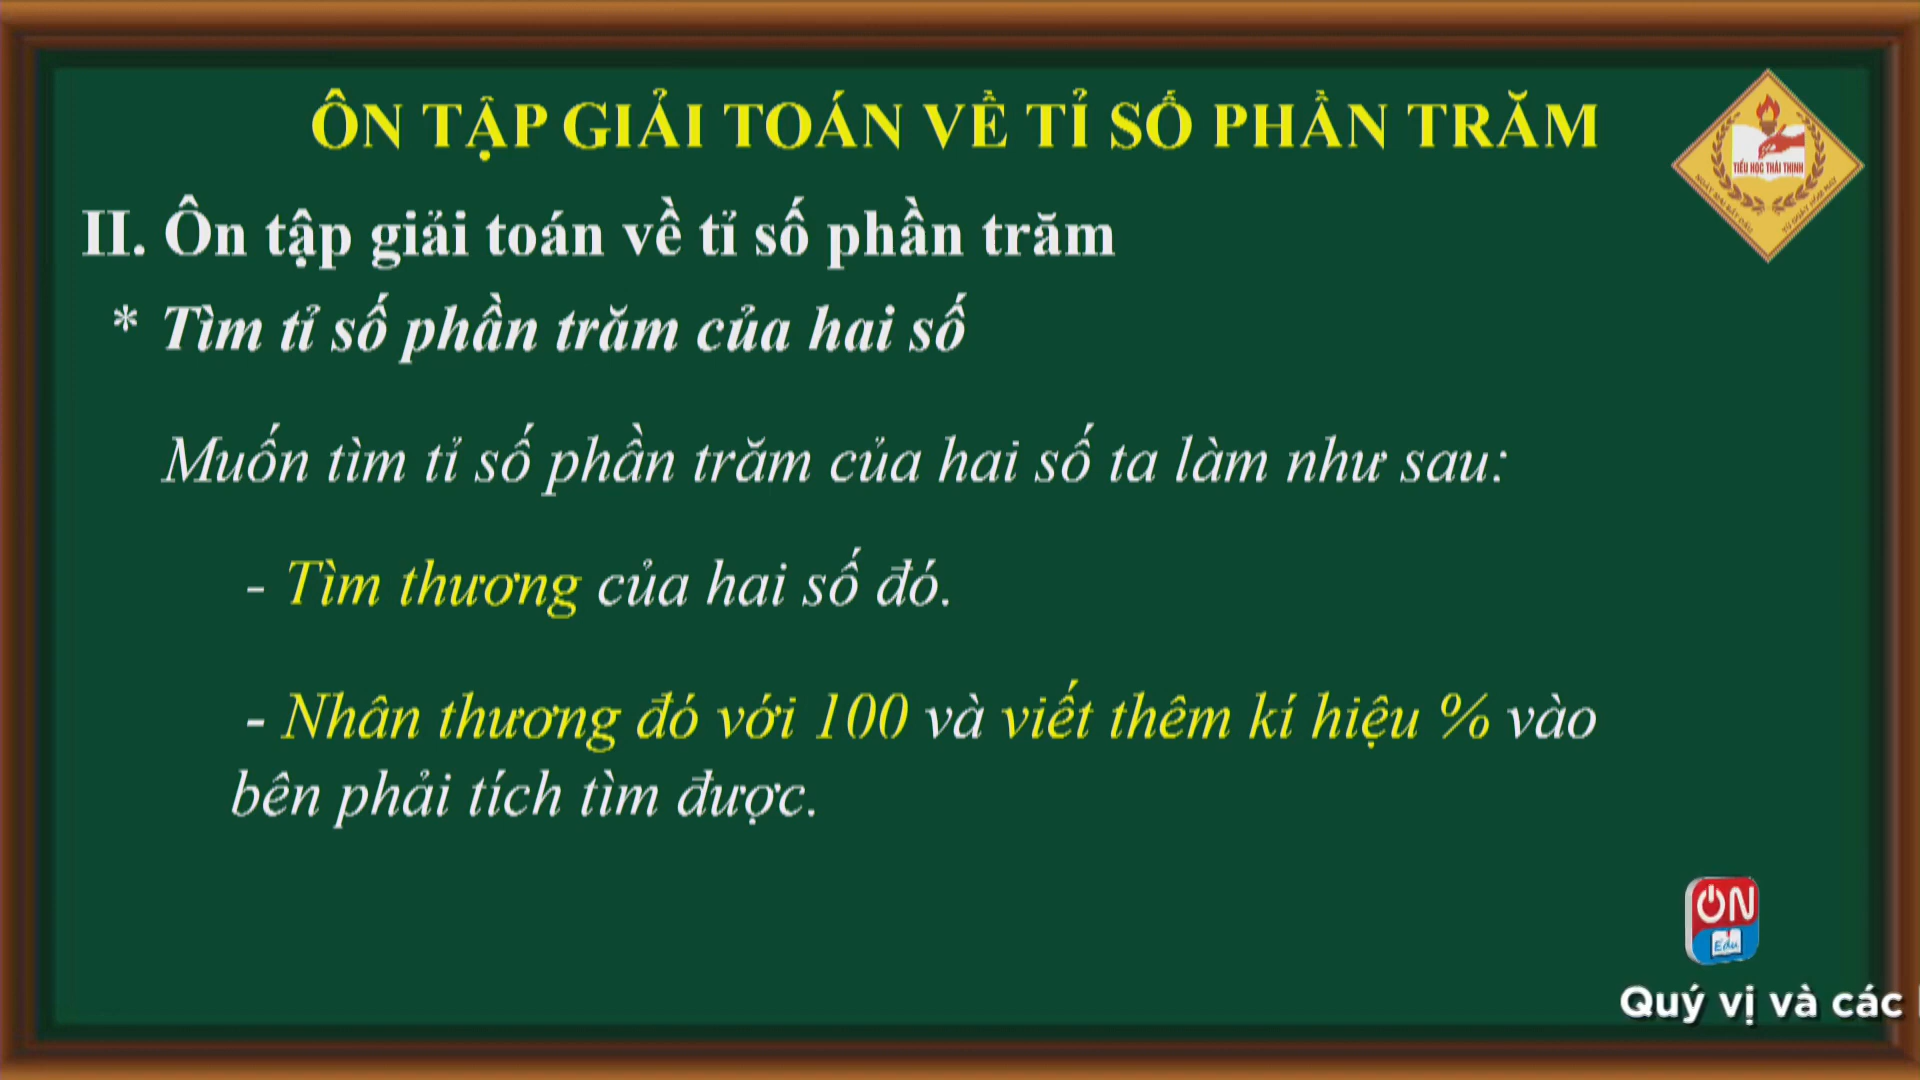 ÔN TẬP GIẢI TOÁN VỀ TỈ SỐ PHẦN TRĂM
TIỂU HỌC THÁI THỊNH
II. Ôn tập giải toán về tỉ số phần trăm
* Tìm tỉ số phần trăm của hai số
Muốn tìm tỉ số phần trăm của hai số ta làm như sau:
- Tìm thương của hai số đó.
- Nhân thương đó với 100 và viết thêm kí hiệu % vào
bên phải tích tìm được.
ON
Edu
Quý vị và các